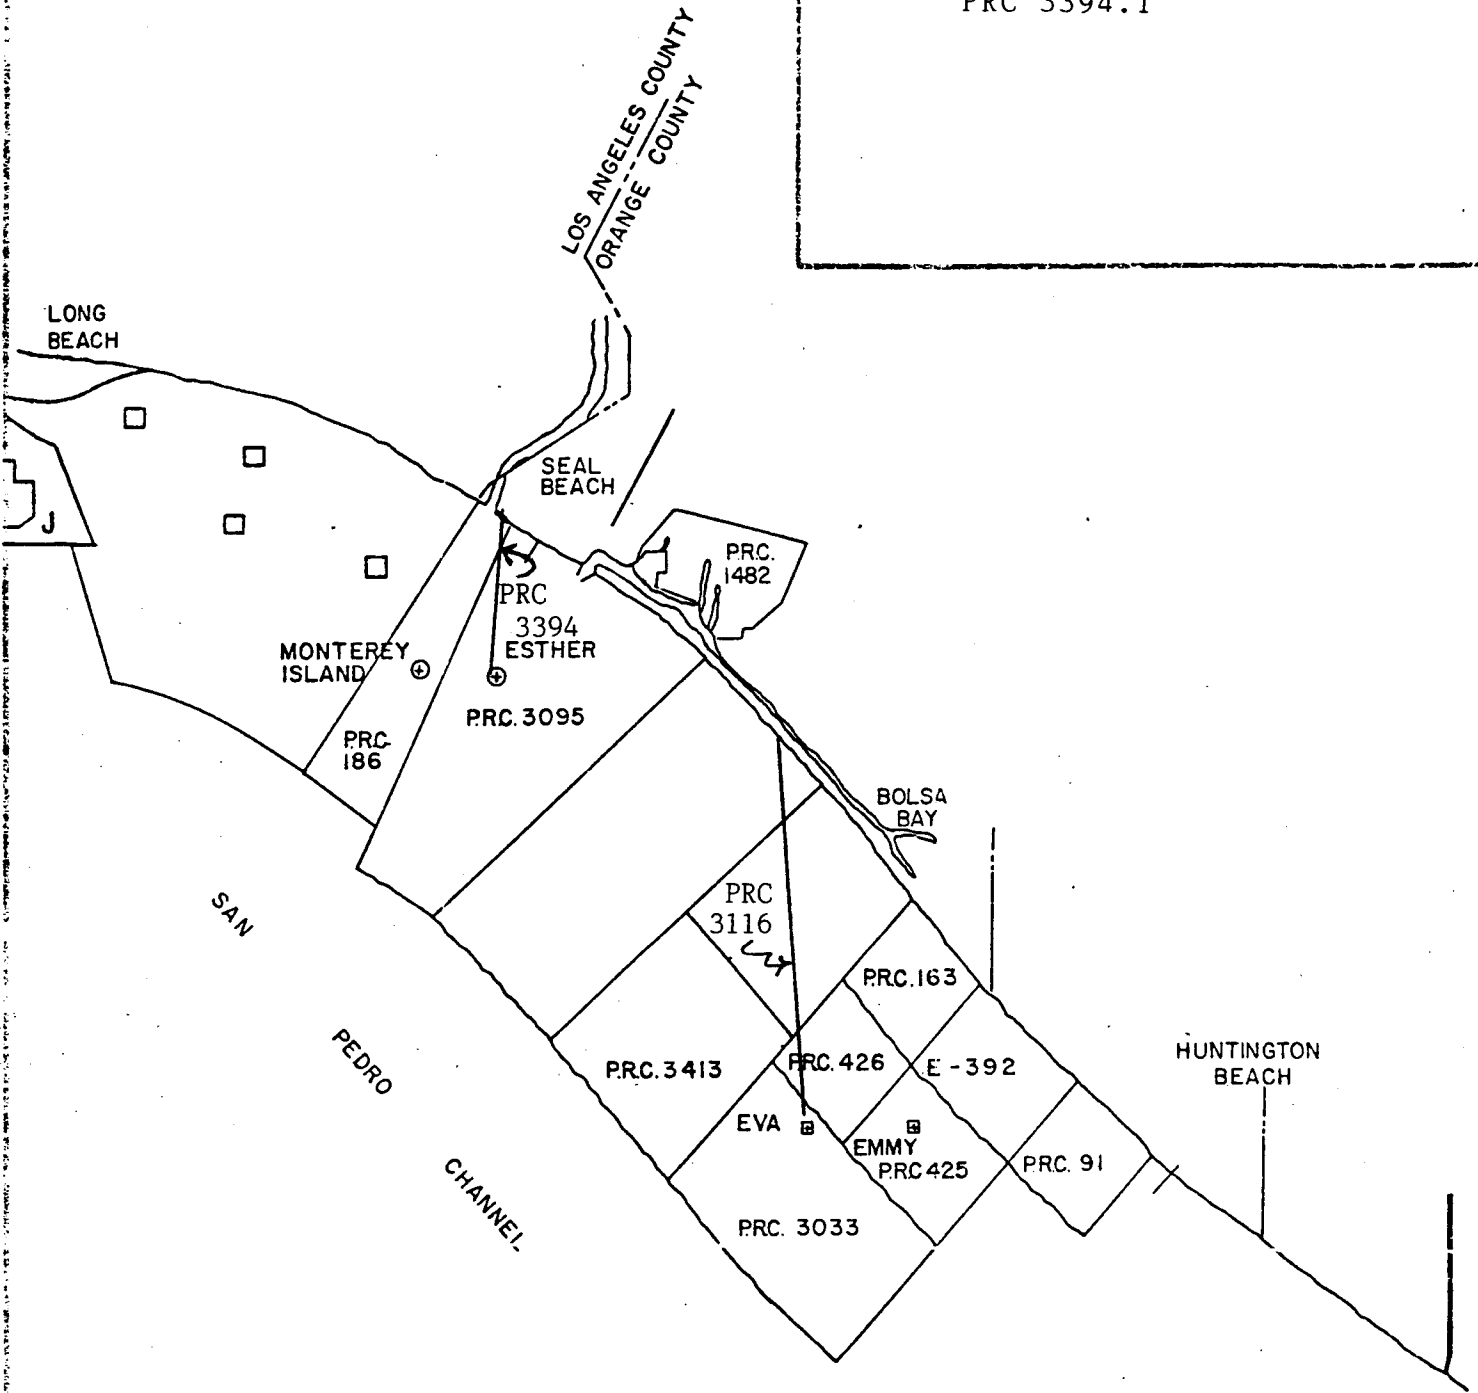 PRC 3394.1
LOS ANGELES COUNTY
ORANGE COUNTY
LONG
BEACH
SEAL
BEACH
J
P.R.C.
1482
PRC
3394
ESTHER
MONTEREY
ISLAND
P.R.C. 3095
P.R.C.
186
BOLSA
BAY
SAN
PRC
3116
P.R.C. 163
PEDRO
P.R.C. 3413
P.R.C. 426
E-392
HUNTINGTON
BEACH
EVA
EMMY
P.R.C. 425
P.R.C. 91
CHANNEL
P.R.C. 3033